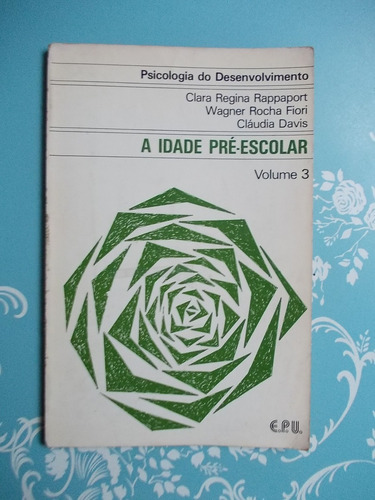 Psicologia do Desenvolvimento
Clara Regina Rappaport
Wagner Rocha Fiori
Cláudia Davis
A IDADE PRÉ-ESCOLAR
Volume 3
E.P.U.